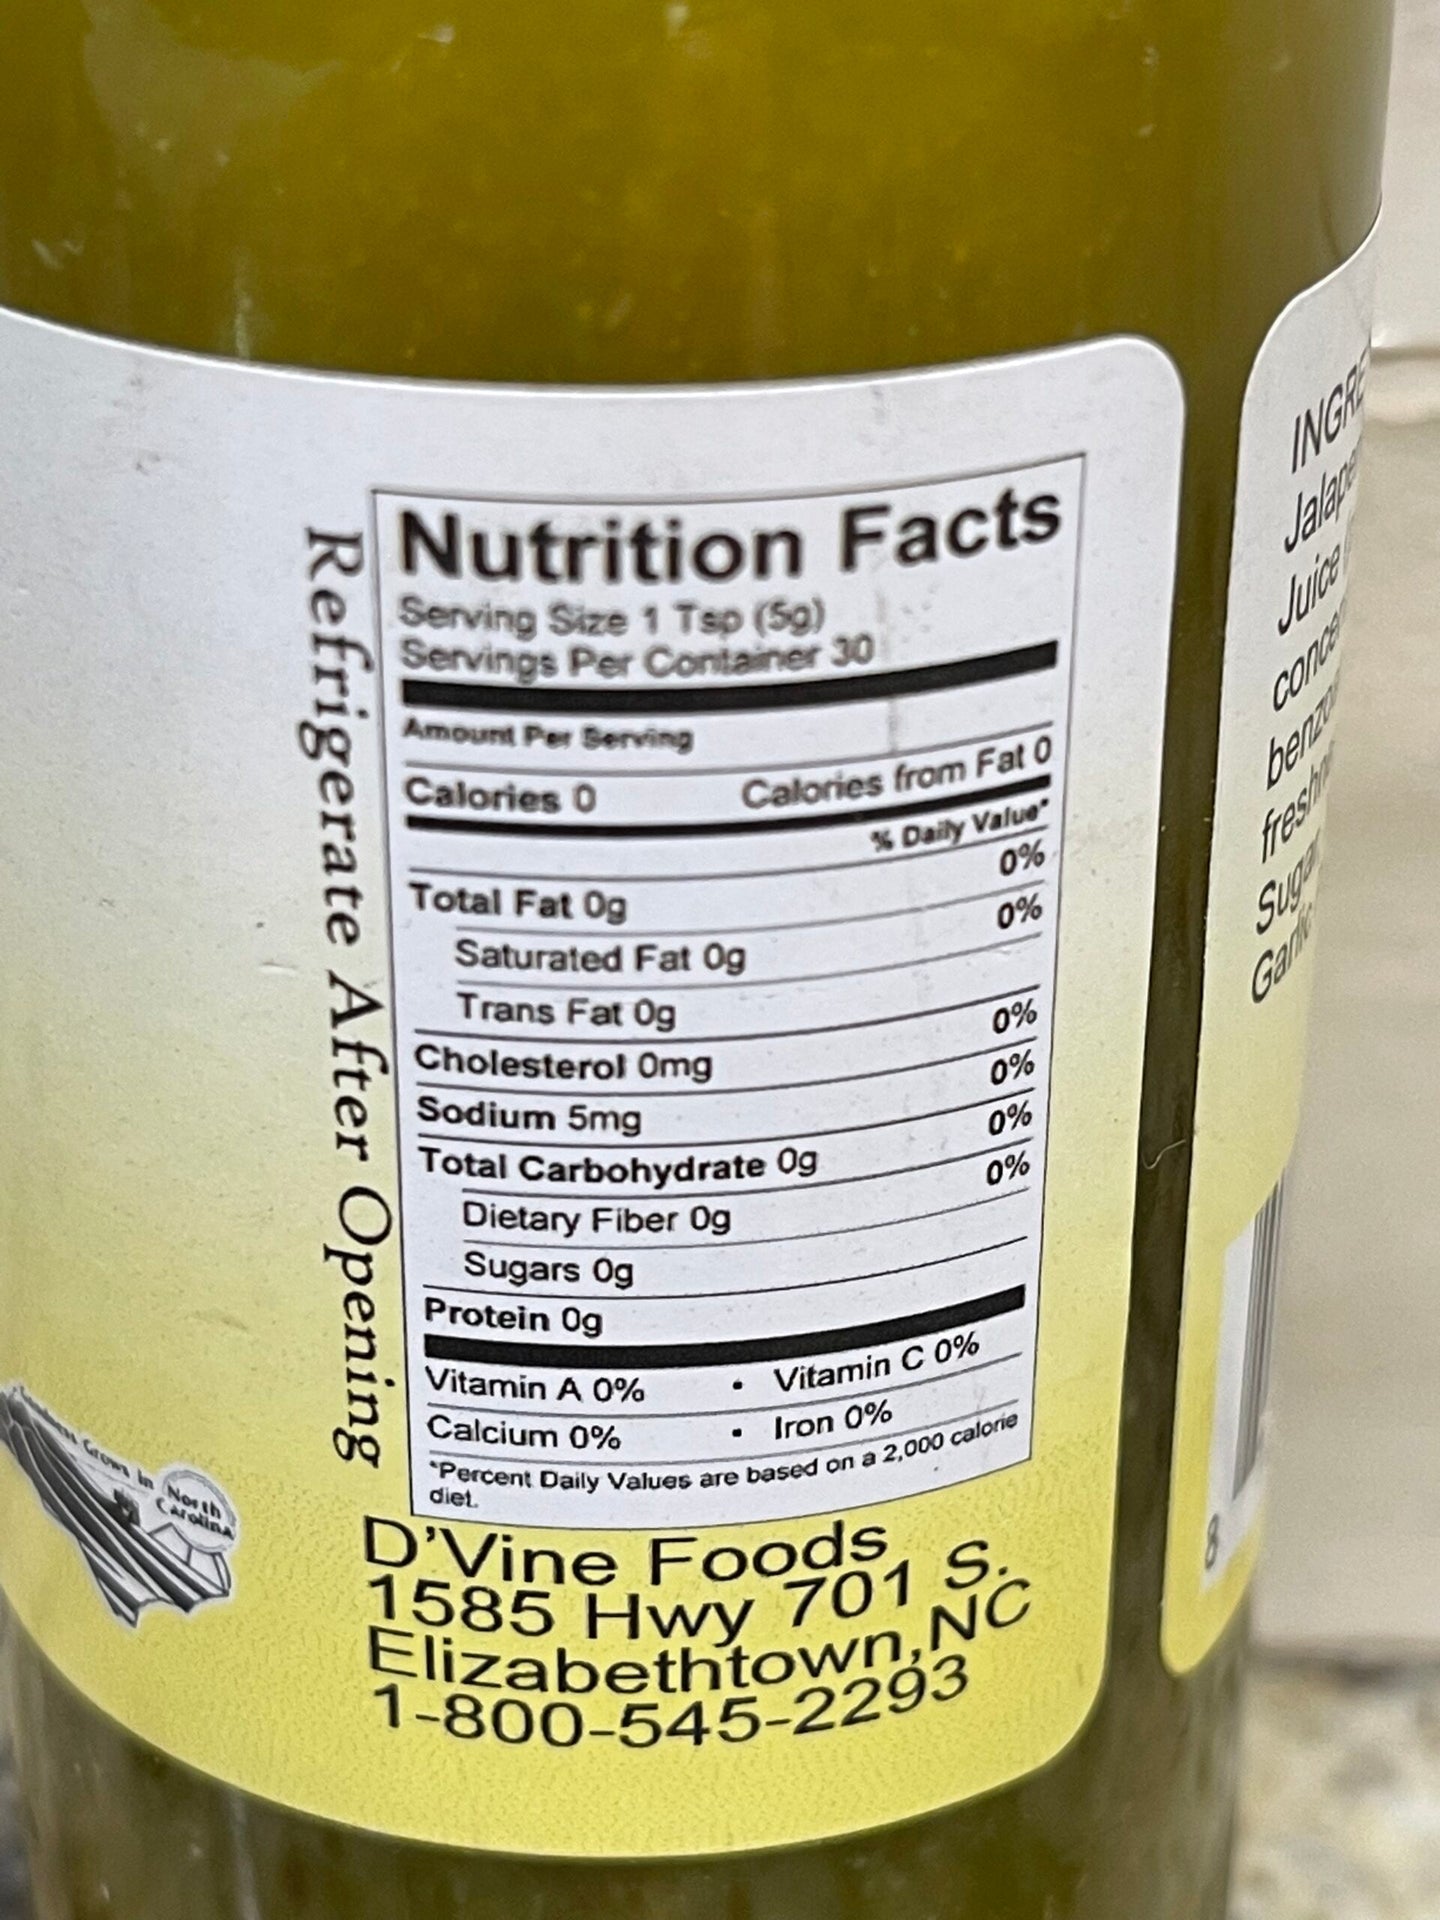 Nutrition Facts
Serving Size 1 Tsp (5g)
Servings Per Container 30
Amount Per Serving
Calories 0 Calories from Fat 0
% Daily Value*
Total Fat 0g 0%
Saturated Fat 0g 0%
Trans Fat 0g
Cholesterol 0mg 0%
Sodium 5mg 0%
Total Carbohydrate 0g 0%
Dietary Fiber 0g 0%
Sugars 0g
Protein 0g
Vitamin A 0% • Vitamin C 0%
Calcium 0% • Iron 0%
*Percent Daily Values are based on a 2,000 calorie
diet.
Refrigerate After Opening
D'Vine Foods
1585 Hwy 701 S.
Elizabethtown,NC
1-800-545-2293
Grown in
North
Carolina
Juice
8